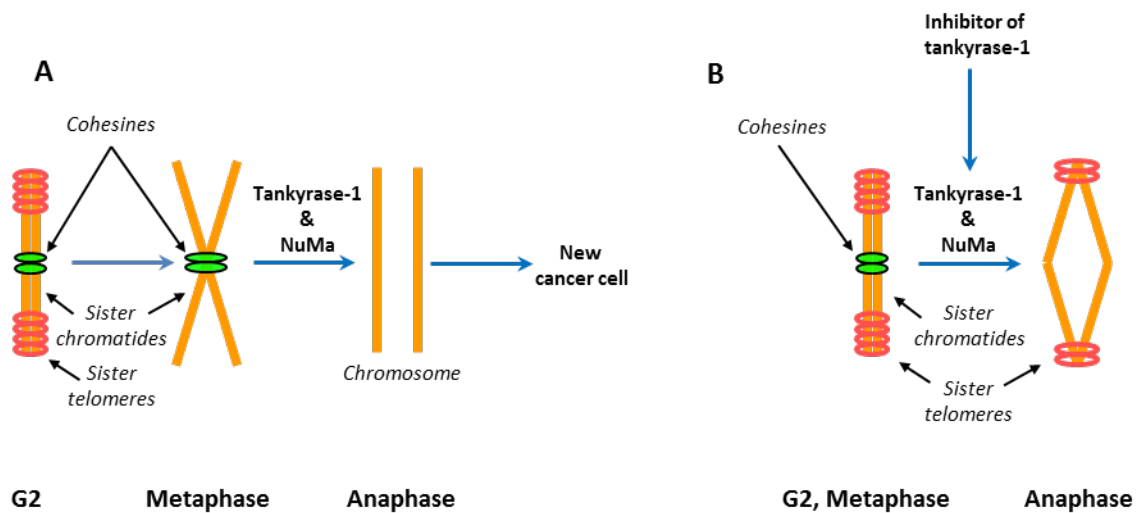 A
Cohesines
Tankyrase-1
&
NuMa
New
cancer cell
Sister
chromatides
Sister
telomeres
Chromosome
G2
Metaphase
Anaphase
Inhibitor of
tankyrase-1
B
Cohesines
Tankyrase-1
&
NuMa
Sister
chromatides
Sister
telomeres
G2, Metaphase
Anaphase